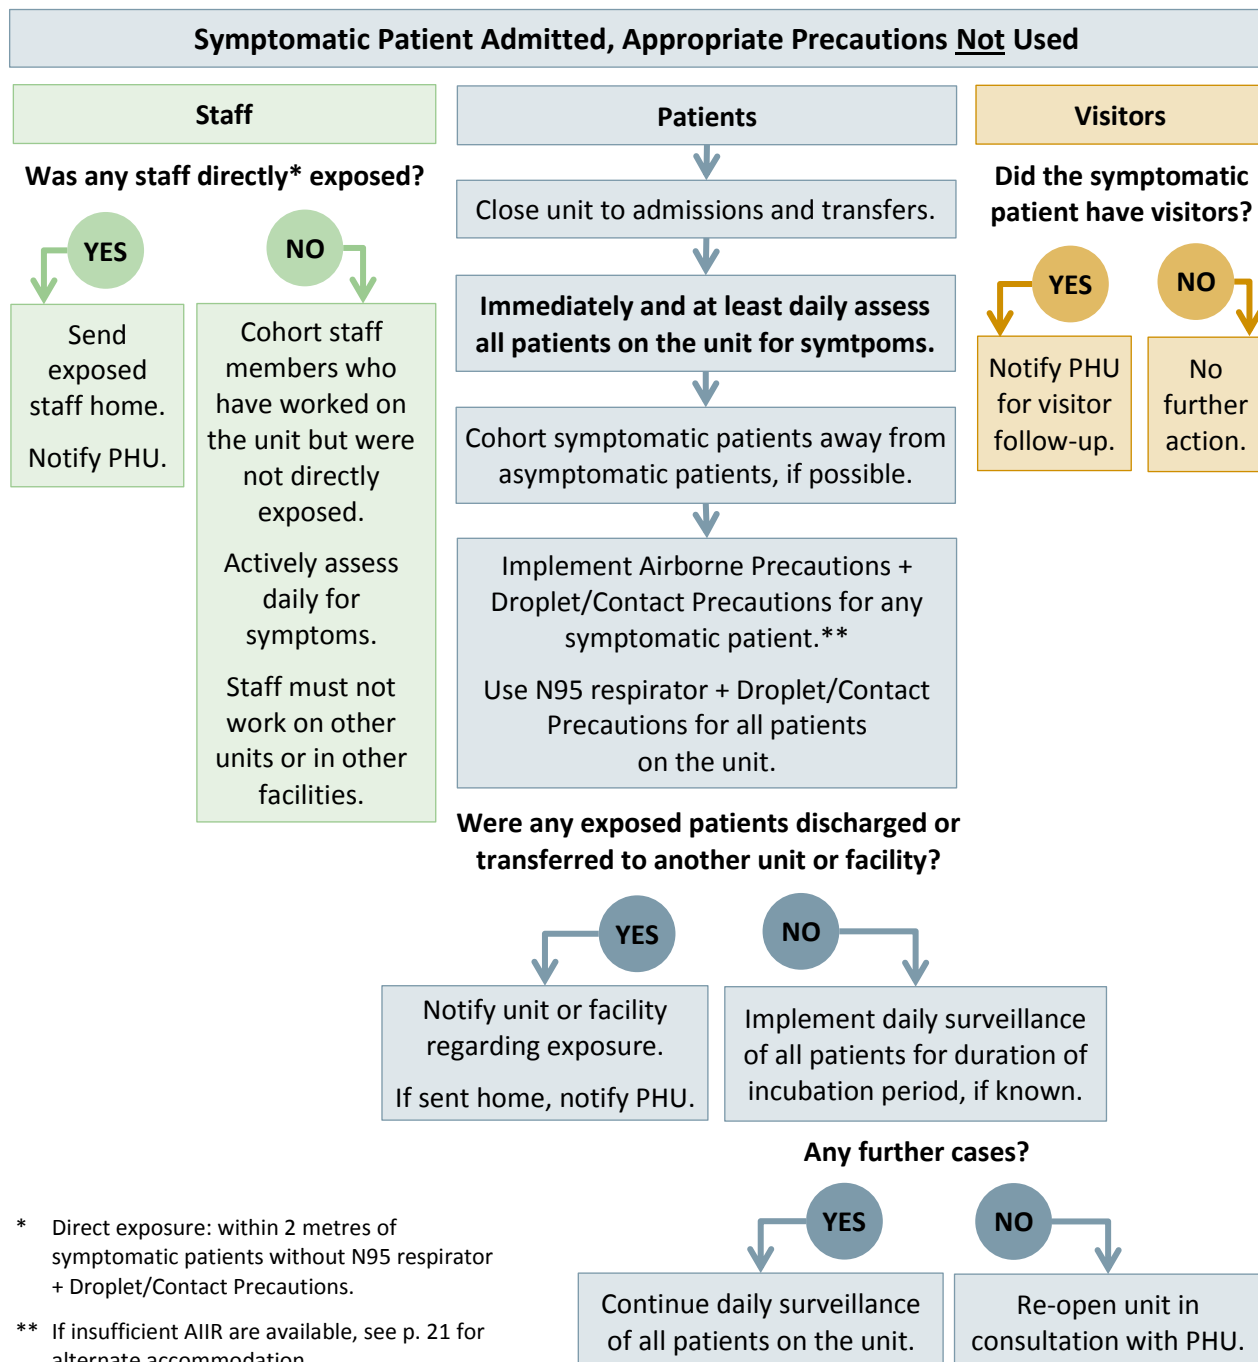 Symptomatic Patient Admitted, Appropriate Precautions Not Used
Staff
Was any staff directly* exposed?
YES
NO
Send
exposed
staff home.
Notify PHU.
Cohort staff
members who
have worked on
the unit but were
not directly
exposed.
Actively assess
daily for
symptoms.
Staff must not
work on other
units or in other
facilities.
Patients
Close unit to admissions and transfers.
Immediately and at least daily assess
all patients on the unit for symtpoms.
Cohort symptomatic patients away from
asymptomatic patients, if possible.
Implement Airborne Precautions +
Droplet/Contact Precautions for any
symptomatic patient.**
Use N95 respirator + Droplet/Contact
Precautions for all patients
on the unit.
Visitors
Did the symptomatic
patient have visitors?
YES
NO
Notify PHU
for visitor
follow-up.
No
further
action.
Were any exposed patients discharged or
transferred to another unit or facility?
YES
NO
Notify unit or facility
regarding exposure.
If sent home, notify PHU.
Implement daily surveillance
of all patients for duration of
incubation period, if known.
Any further cases?
YES
NO
Continue daily surveillance
of all patients on the unit.
Re-open unit in
consultation with PHU.
* Direct exposure: within 2 metres of
symptomatic patients without N95 respirator
+ Droplet/Contact Precautions.
** If insufficient AIIR are available, see p. 21 for
alternate accommodation